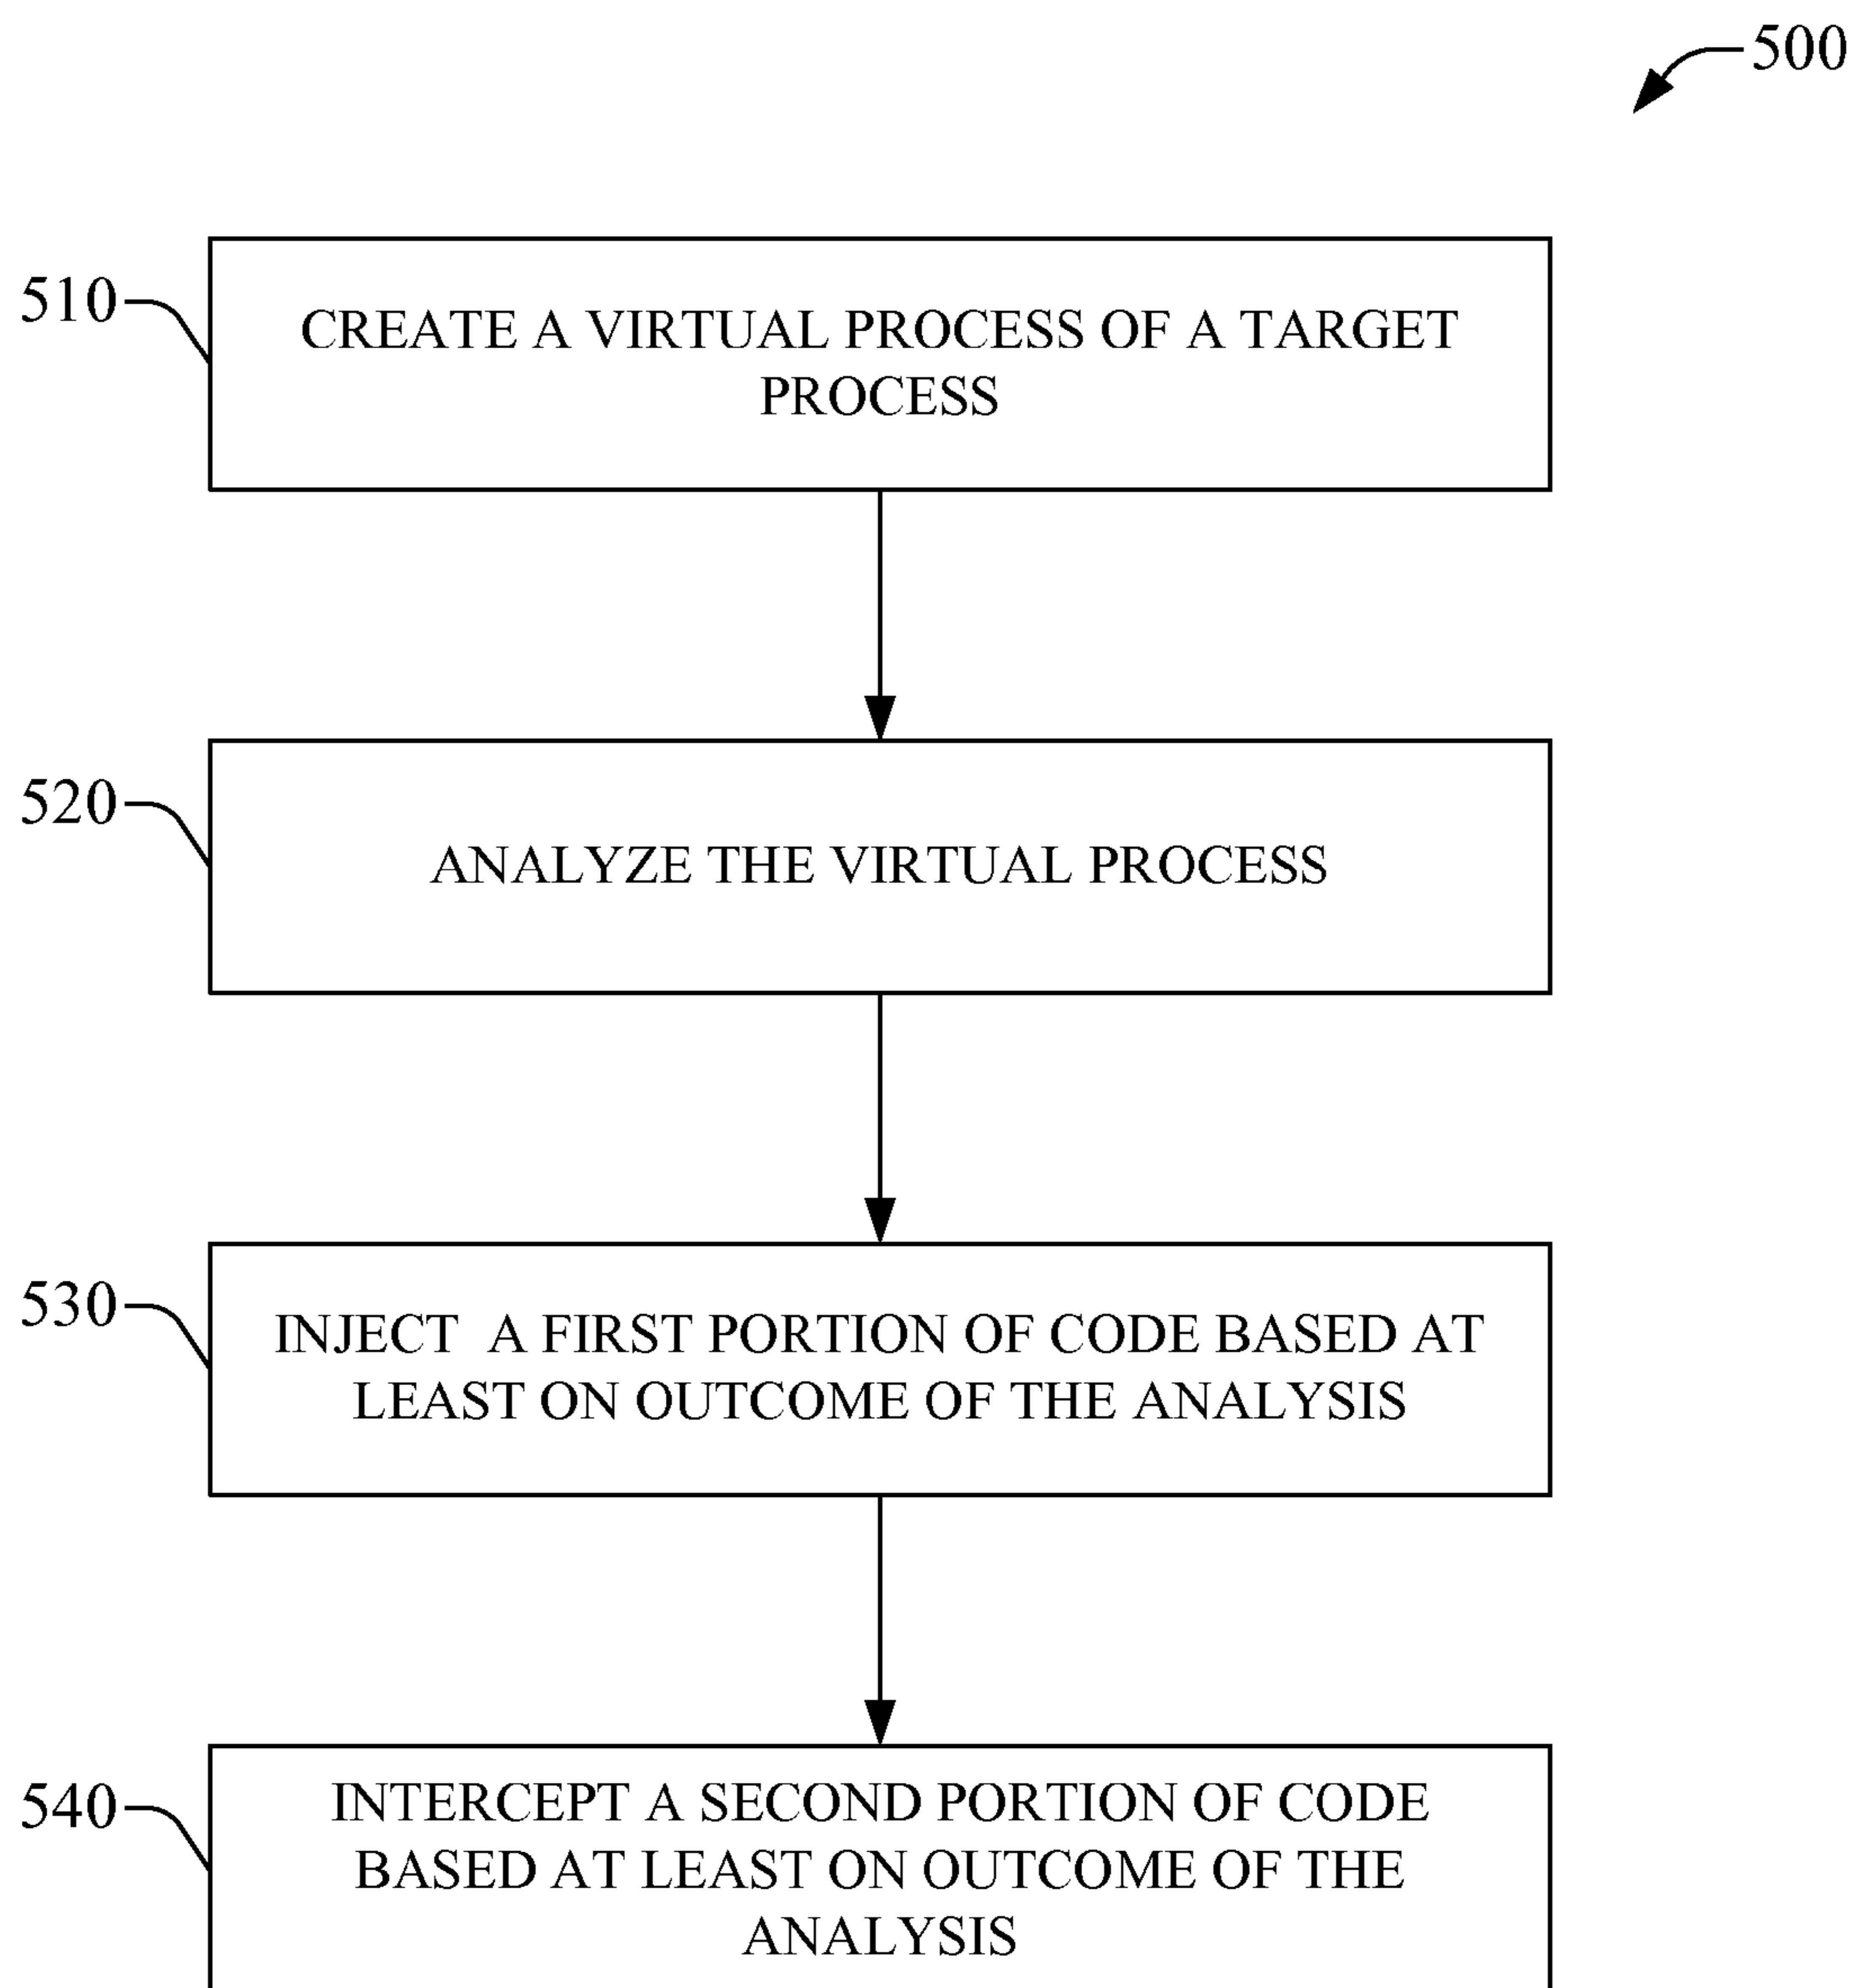 500
510
CREATE A VIRTUAL PROCESS OF A TARGET
PROCESS
520
ANALYZE THE VIRTUAL PROCESS
530
INJECT A FIRST PORTION OF CODE BASED AT
LEAST ON OUTCOME OF THE ANALYSIS
540
INTERCEPT A SECOND PORTION OF CODE
BASED AT LEAST ON OUTCOME OF THE
ANALYSIS